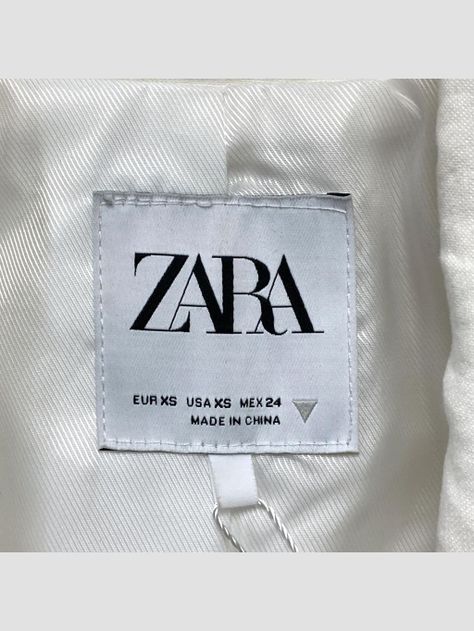 ZARA
EUR XS USA XS MEX 24
MADE IN CHINA